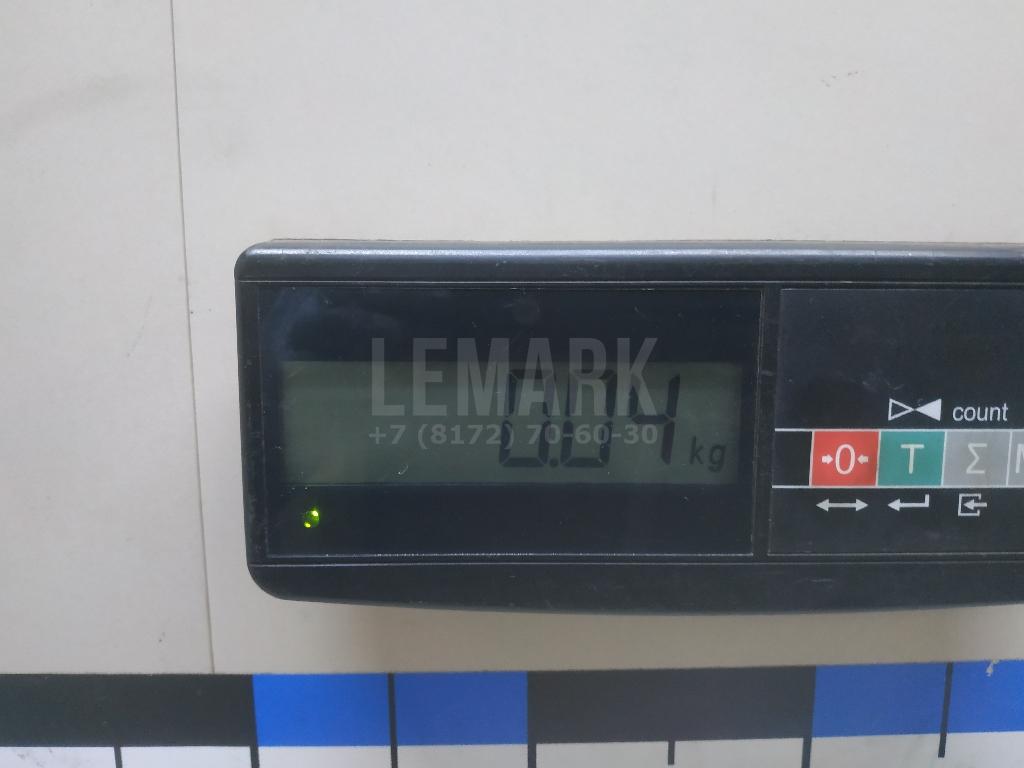 LEMARK
+7 (8172) 70-60-30
0.04 kg
count
0 T Σ